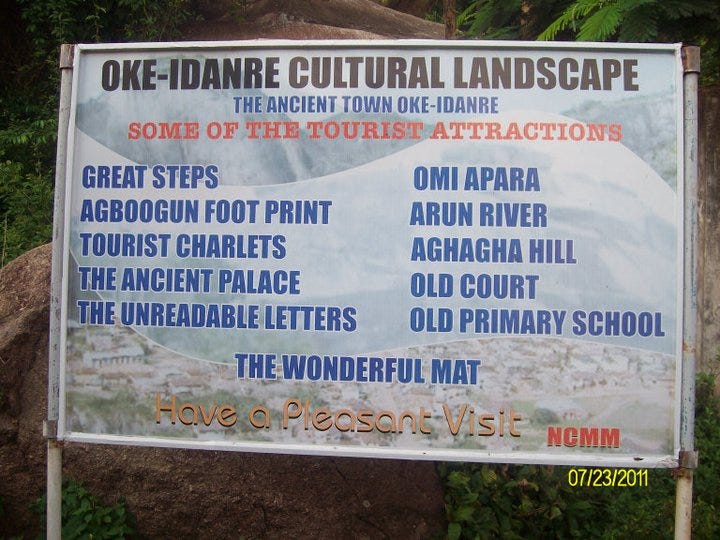 OKE-IDANRE CULTURAL LANDSCAPE
THE ANCIENT TOWN OKE-IDANRE
SOME OF THE TOURIST ATTRACTIONS
GREAT STEPS
AGBOOGUN FOOT PRINT
TOURIST CHARLETS
THE ANCIENT PALACE
THE UNREADABLE LETTERS
OMI APARA
ARUN RIVER
AGHAGHA HILL
OLD COURT
OLD PRIMARY SCHOOL
THE WONDERFUL MAT
Have a Pleasant Visit
NCMM
07/23/2011